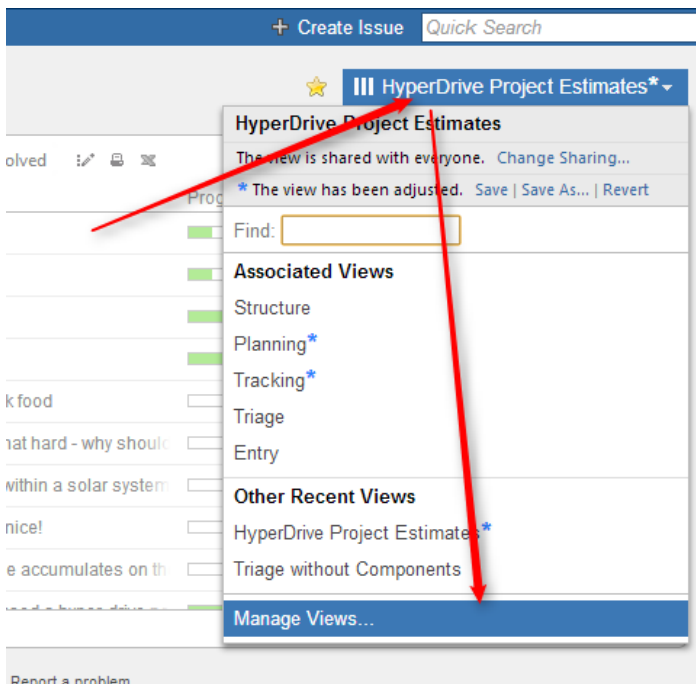 + Create Issue Quick Search
HyperDrive Project Estimates*
HyperDrive Project Estimates
olved
The view is shared with everyone. Change Sharing...
* The view has been adjusted. Save | Save As... | Revert
Prog
Find:
Associated Views
Structure
Planning*
Tracking*
Triage
k food
Entry
hat hard - why should
within a solar system
Other Recent Views
nice!
HyperDrive Project Estimates*
e accumulates on th
Triage without Components
Manage Views...
Report a problem